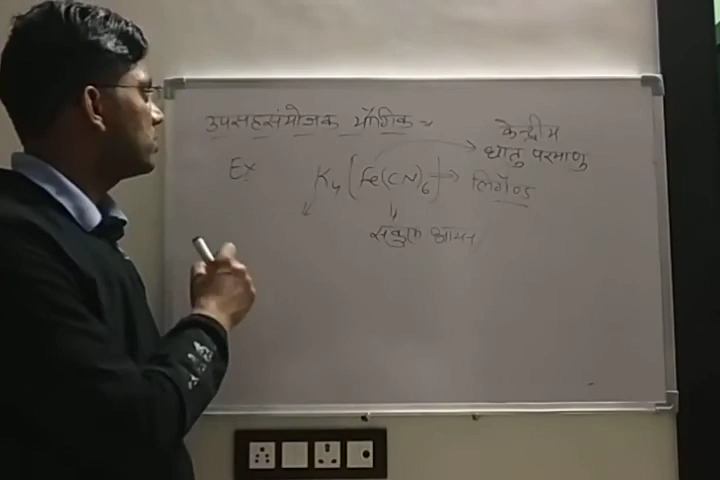 उपसहसंयोजक यौगिक :-
केन्द्रीय
धातु परमाणु
Ex K4 (Fe(CN)6) → लिगेण्ड
संकुल आयन